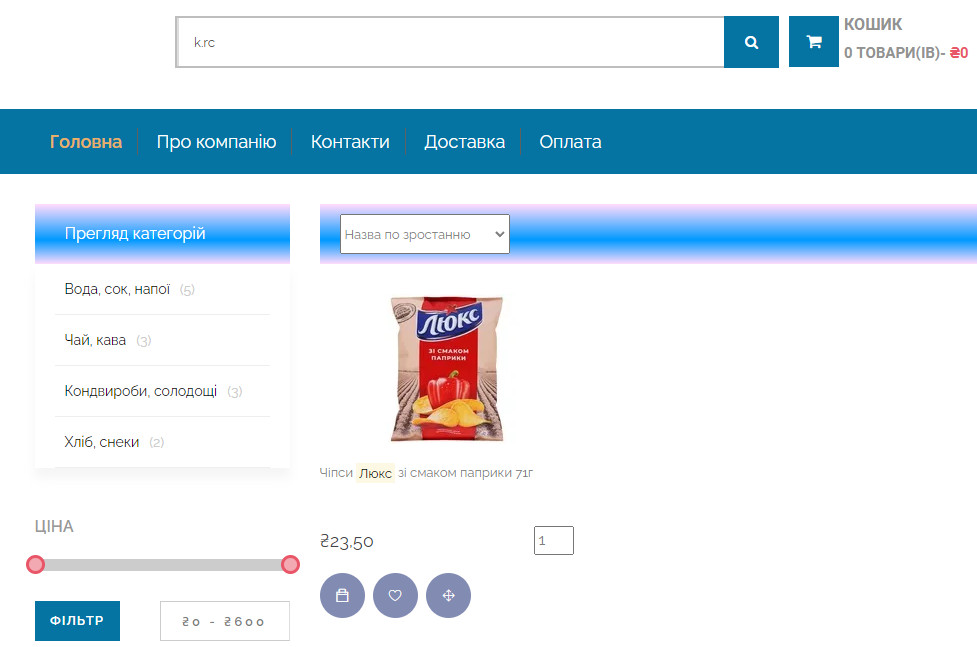 k.rc
КОШИК
0 ТОВАРИ(ІВ)- ₴0
Головна
Про компанію
Контакти
Доставка
Оплата
Прегляд категорій
Назва по зростанню
Вода, сок, напої (5)
Чай, кава (3)
Кондвироби, солодощі (3)
Хліб, снеки (2)
ЛЮКС
ЗІ СМАКОМ
ПАПРИКИ
Чіпси Люкс зі смаком паприки 71г
₴23,50
1
ЦІНА
ФІЛЬТР
₴0 - ₴600